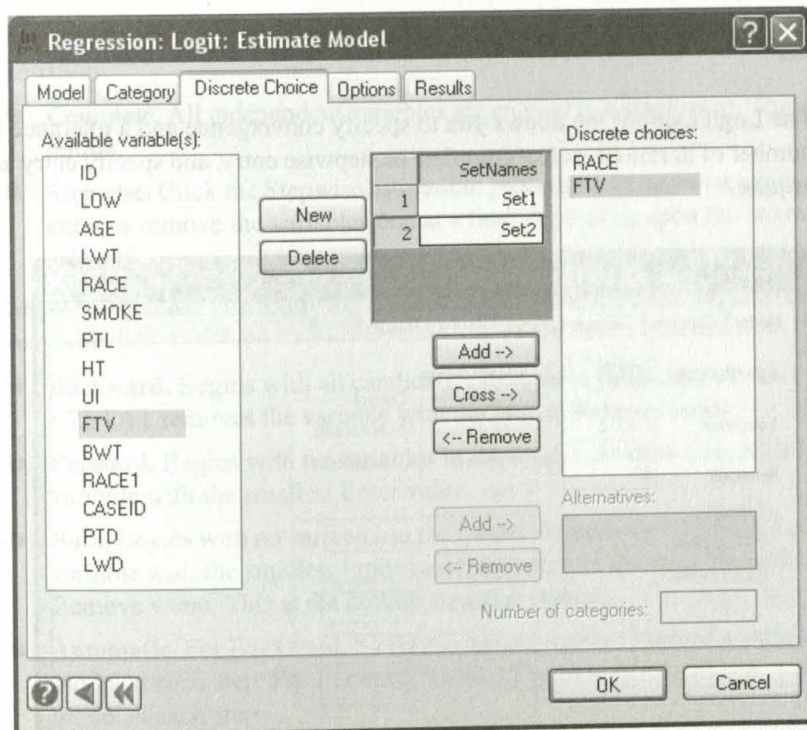 Regression: Logit: Estimate Model
Model Category Discrete Choice Options Results
Available variable(s):
ID
LOW
AGE
LWT
RACE
SMOKE
PTL
HT
UI
FTV
BWT
RACE1
CASEID
PTD
LWD
New
Delete
SetNames
1 Set1
2 Set2
Add -->
Cross -->
<-- Remove
Discrete choices:
RACE
FTV
Add -->
<-- Remove
Alternatives:
Number of categories:
OK
Cancel